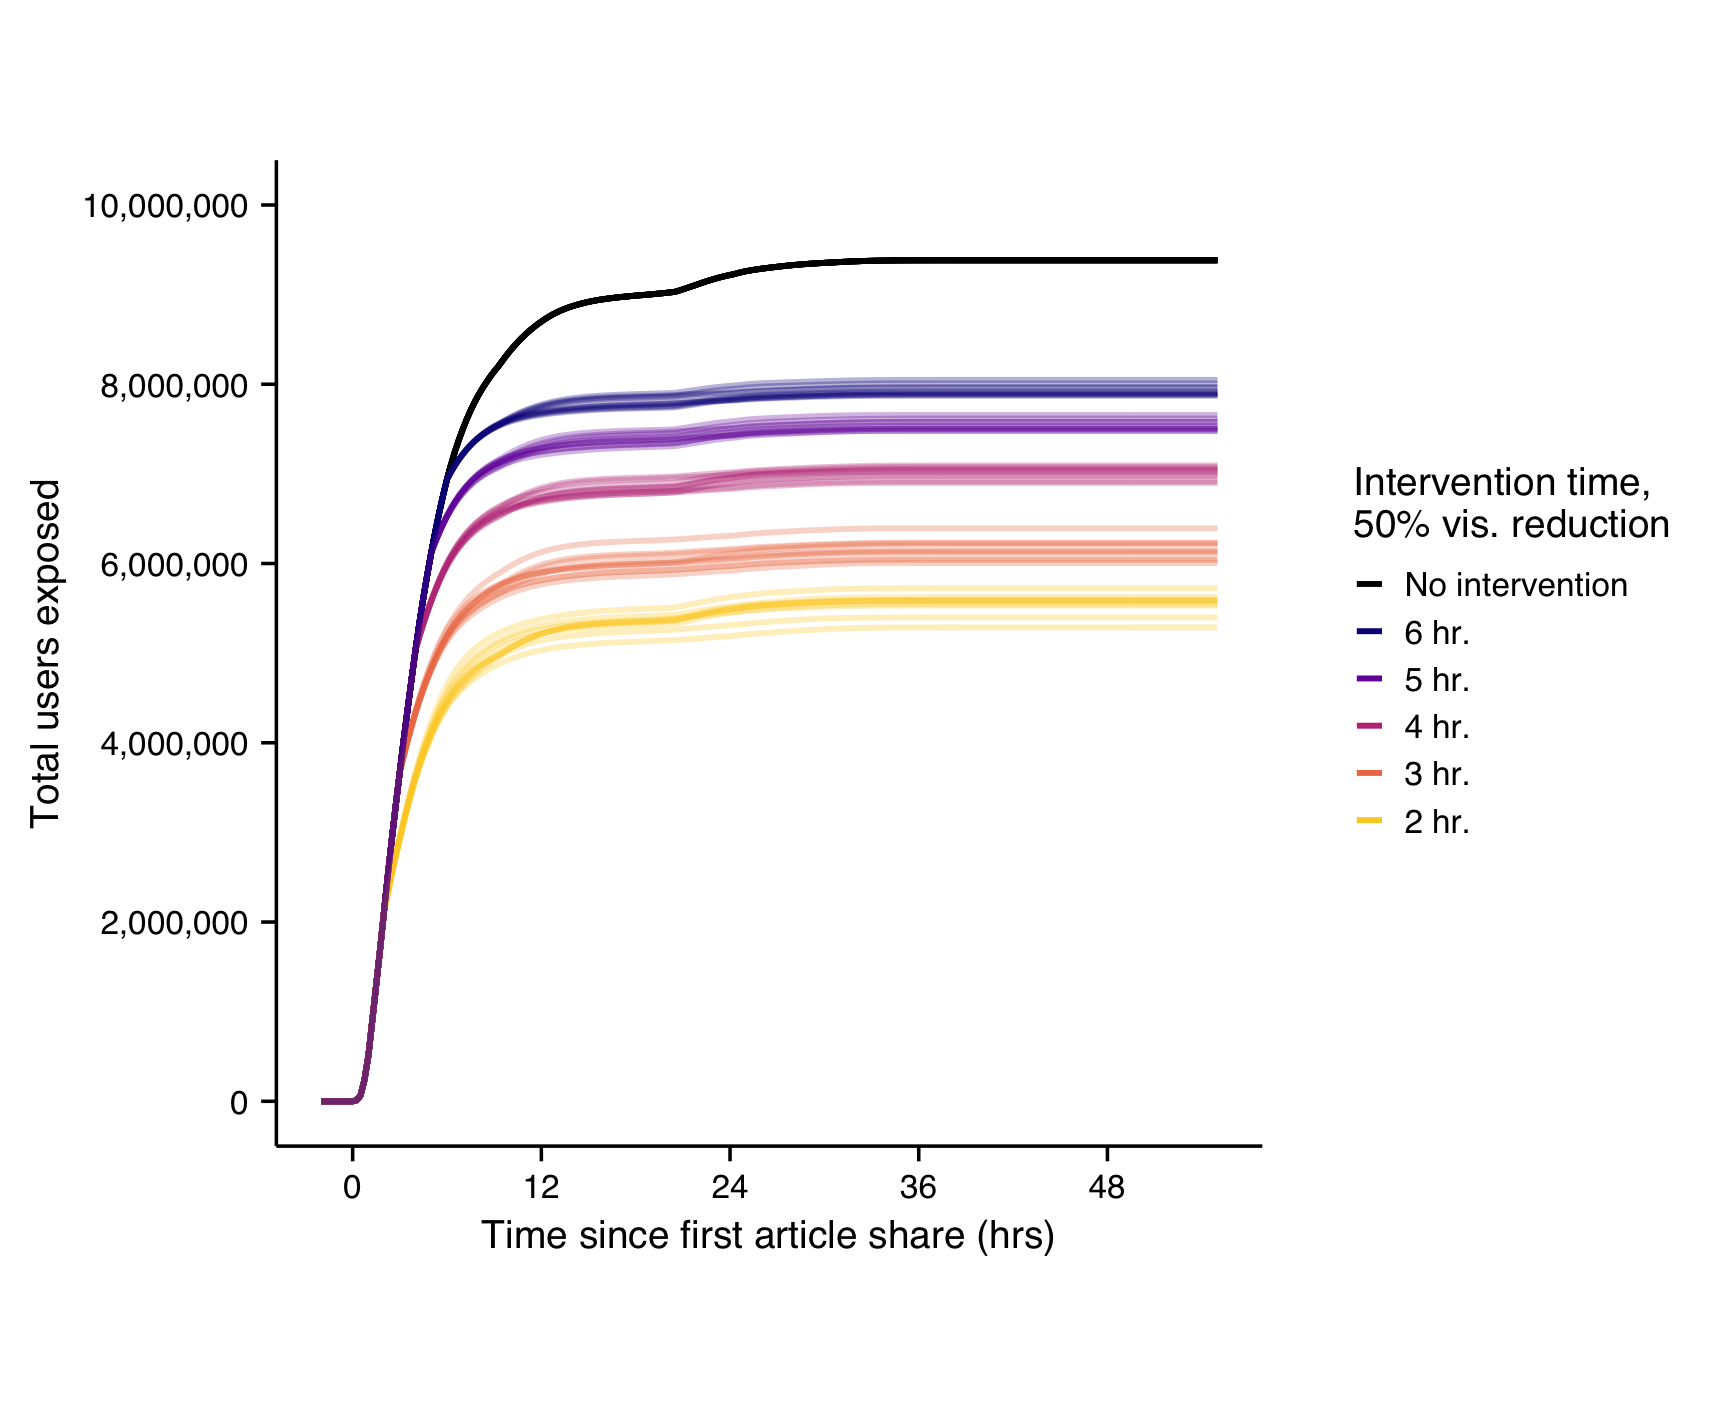 10,000,000
8,000,000
6,000,000
4,000,000
2,000,000
0
Total users exposed
0 12 24 36 48
Time since first article share (hrs)
Intervention time,
50% vis. reduction
No intervention
6 hr.
5 hr.
4 hr.
3 hr.
2 hr.